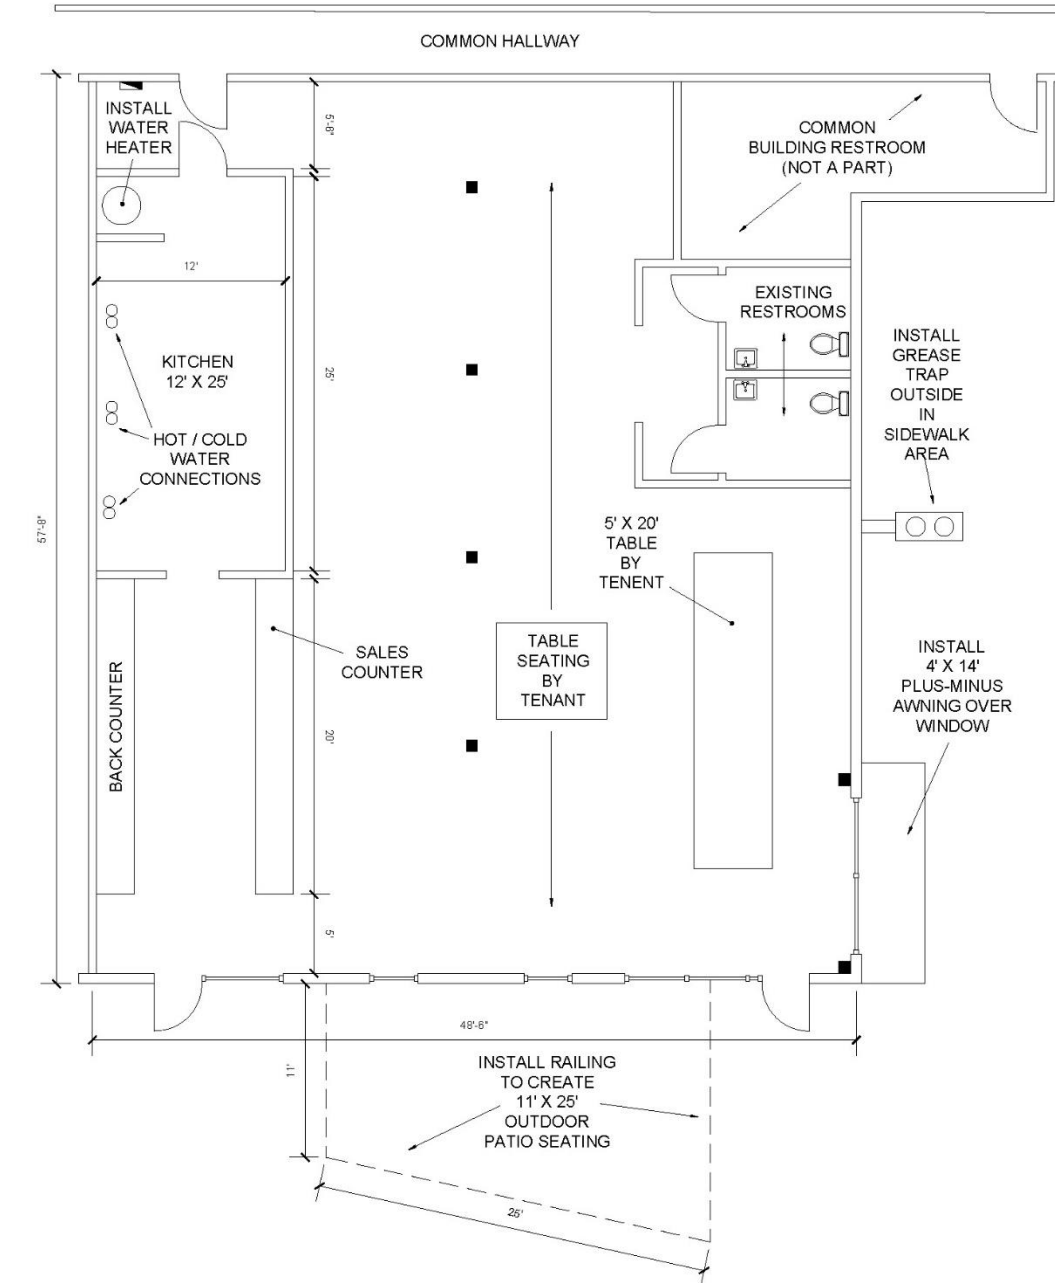 COMMON HALLWAY
INSTALL
WATER
HEATER
5'-6"
COMMON
BUILDING RESTROOM
(NOT A PART)
12'
EXISTING
RESTROOMS
KITCHEN
12' X 25'
25'
INSTALL
GREASE
TRAP
OUTSIDE
IN
SIDEWALK
AREA
HOT / COLD
WATER
CONNECTIONS
57'-8"
5' X 20'
TABLE
BY
TENENT
SALES
COUNTER
TABLE
SEATING
BY
TENANT
INSTALL
4' X 14'
PLUS-MINUS
AWNING OVER
WINDOW
BACK COUNTER
20'
5'
48'-6"
11'
INSTALL RAILING
TO CREATE
11' X 25'
OUTDOOR
PATIO SEATING
25'